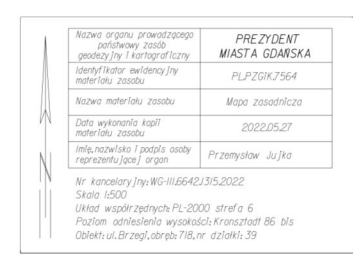 Nazwa organu prowadzącego
państwowy zasób
geodezyjny i kartograficzny
PREZYDENT
MIASTA GDAŃSKA
Identyfikator ewidencyjny
materiału zasobu
PL.PZGIK.7564
Nazwa materiału zasobu
Mapa zasadnicza
Data wykonania kopii
materiału zasobu
2022.05.27
Imię, nazwisko i podpis osoby
reprezentującej organ
Przemysław Jujka
N
Nr kancelaryjny: WG-III.6642.1315.2022
Skala 1:500
Układ współrzędnych: PL-2000 strefa 6
Poziom odniesienia wysokości: Kronsztadt 86 bis
Obiekt: ul. Brzegi, obręb: 718, nr działki: 39